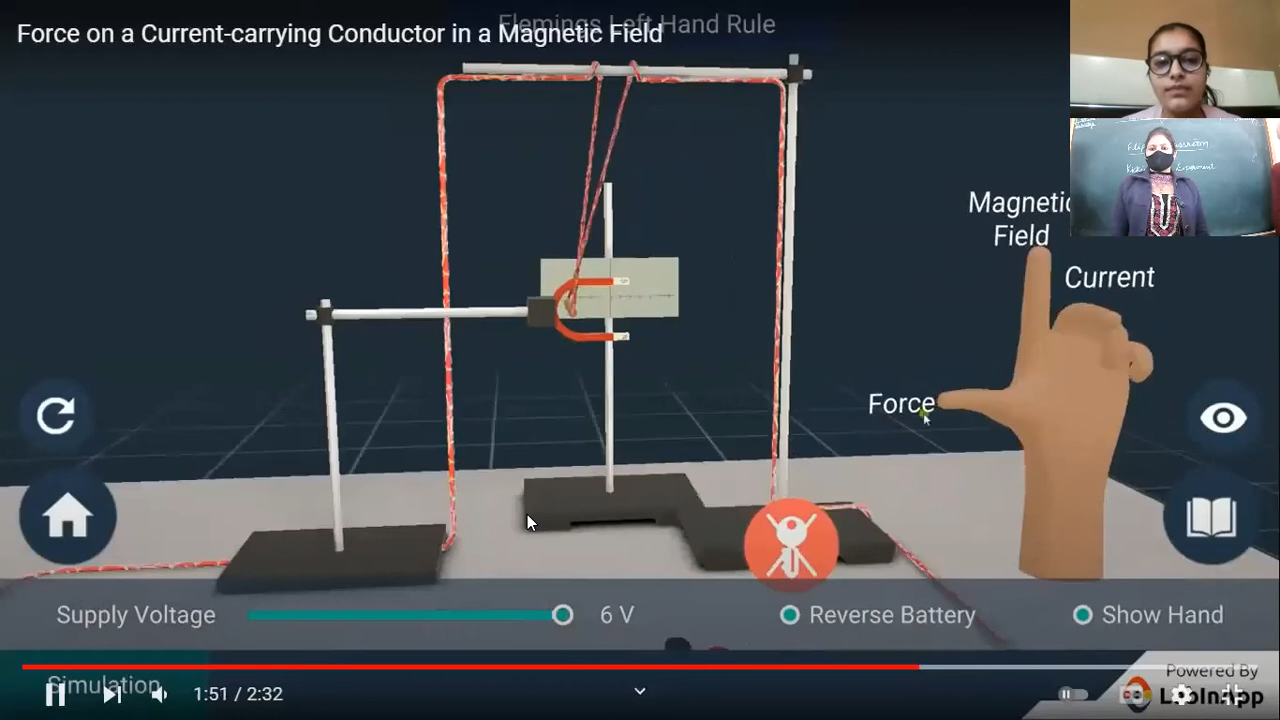 Flemings Left Hand Rule
Force on a Current-carrying Conductor in a Magnetic Field
Magnetic
Field
Current
Force
Supply Voltage
6 V
Reverse Battery
Show Hand
Simulation
1:51 / 2:32
Powered By
LabInApp